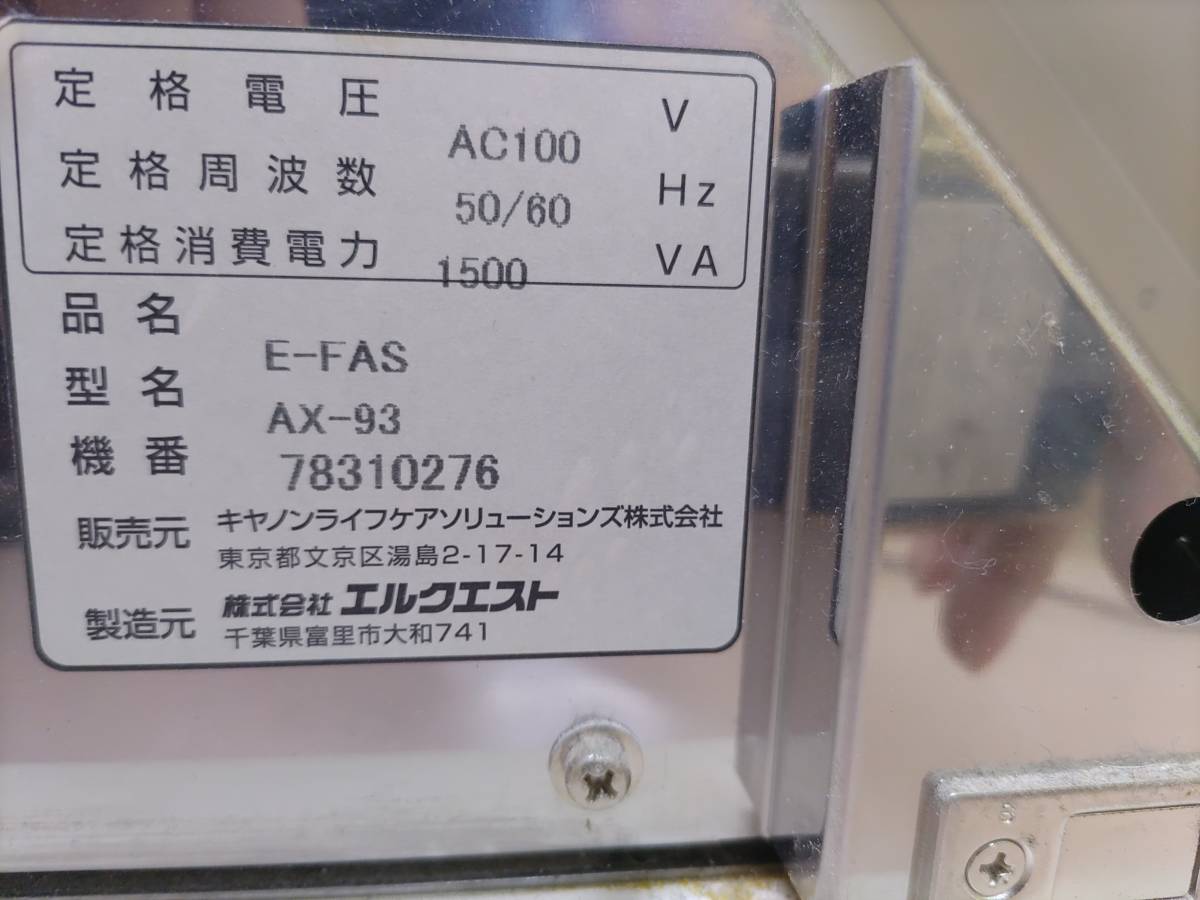 定格電圧 AC100 V
定格周波数 50/60 Hz
定格消費電力 1500 VA
品名 E-FAS
型名 AX-93
機番 78310276
販売元 キヤノンライフケアソリューションズ株式会社
東京都文京区湯島2-17-14
製造元 株式会社 エルクエスト
千葉県富里市大和741